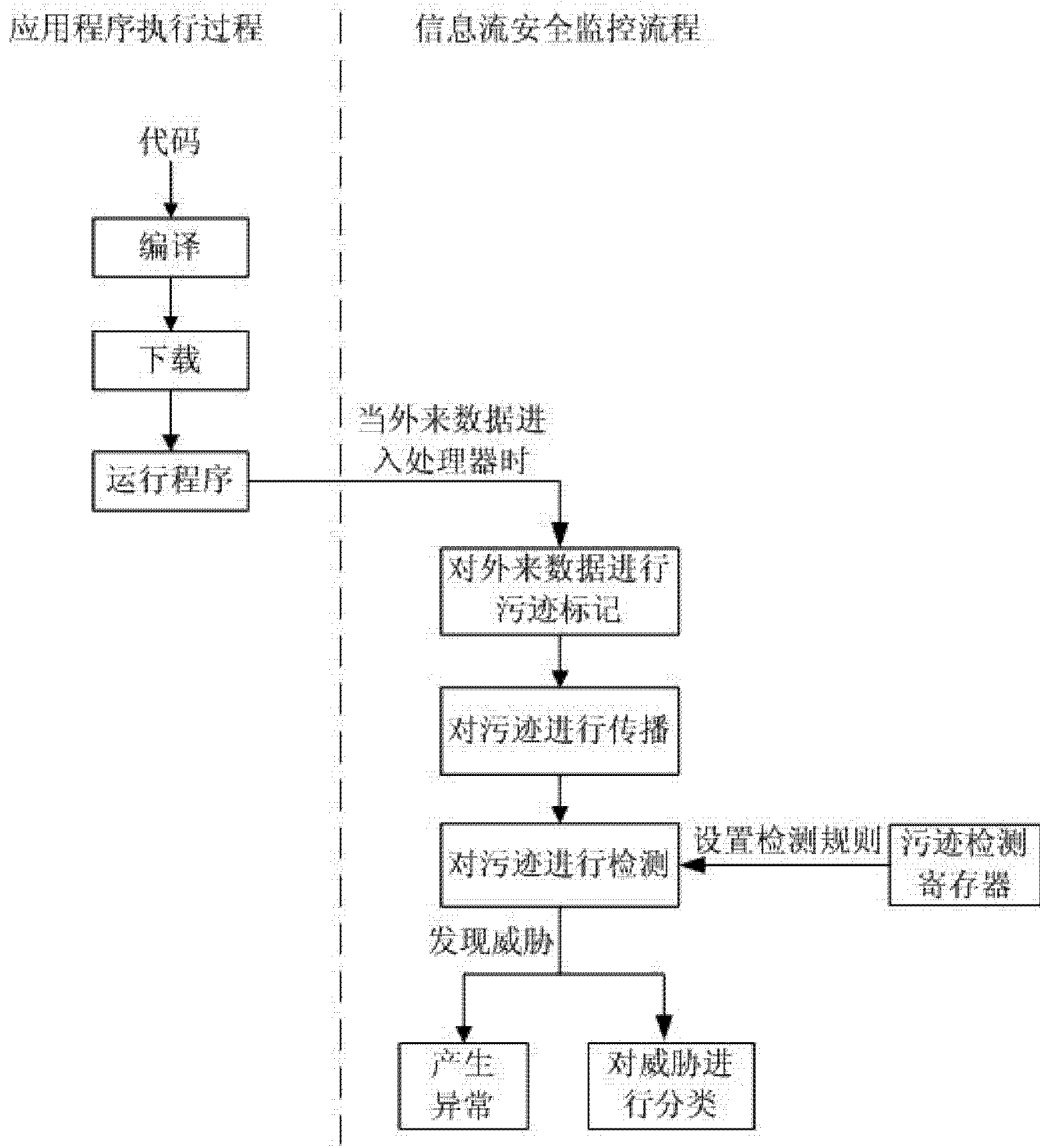 应用程序执行过程
信息流安全监控流程
代码
编译
下载
运行程序
当外来数据进
入处理器时
对外来数据进行
污迹标记
对污迹进行传播
对污迹进行检测
设置检测规则
污迹检测
寄存器
发现威胁
产生
异常
对威胁进
行分类